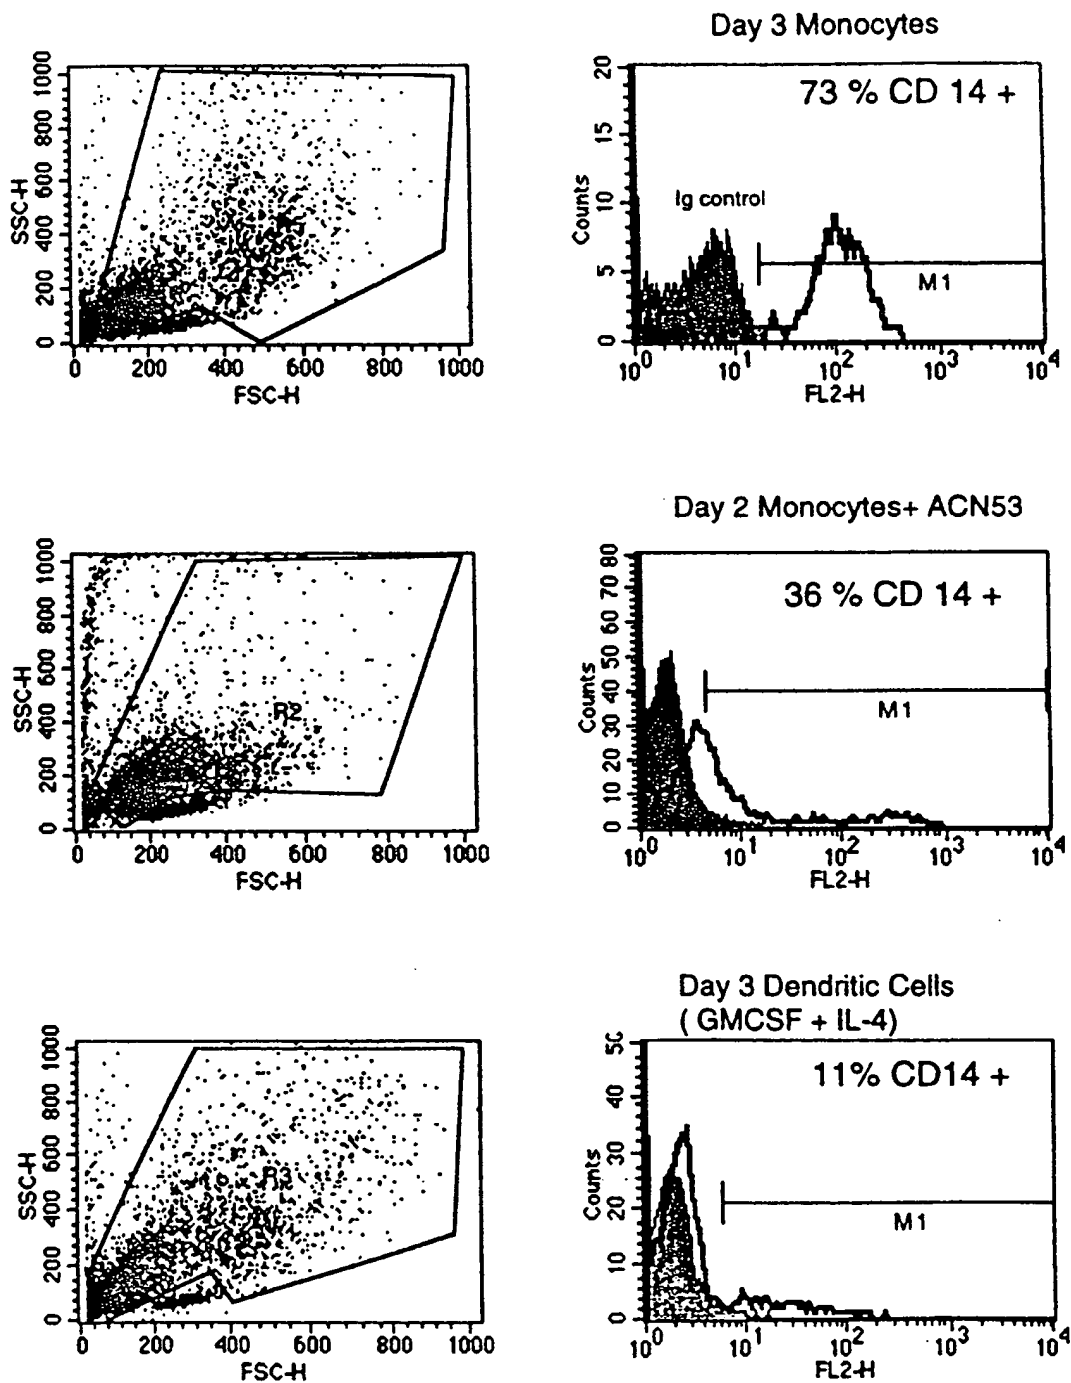 Day 3 Monocytes
1000
800
600
400
200
0
SSC-H
0 200 400 600 800 1000
FSC-H
20
15
10
5
0
Counts
73 % CD 14 +
Ig control
M1
10^0 10^1 10^2 10^3 10^4
FL2-H
Day 2 Monocytes+ ACN53
1000
800
600
400
200
0
SSC-H
R2
0 200 400 600 800 1000
FSC-H
80
70
60
50
40
30
20
10
0
Counts
36 % CD 14 +
M1
10^0 10^1 10^2 10^3 10^4
FL2-H
Day 3 Dendritic Cells
( GMCSF + IL-4)
1000
800
600
400
200
0
SSC-H
R3
0 200 400 600 800 1000
FSC-H
50
40
30
20
10
0
Counts
11% CD14 +
M1
10^0 10^1 10^2 10^3 10^4
FL2-H